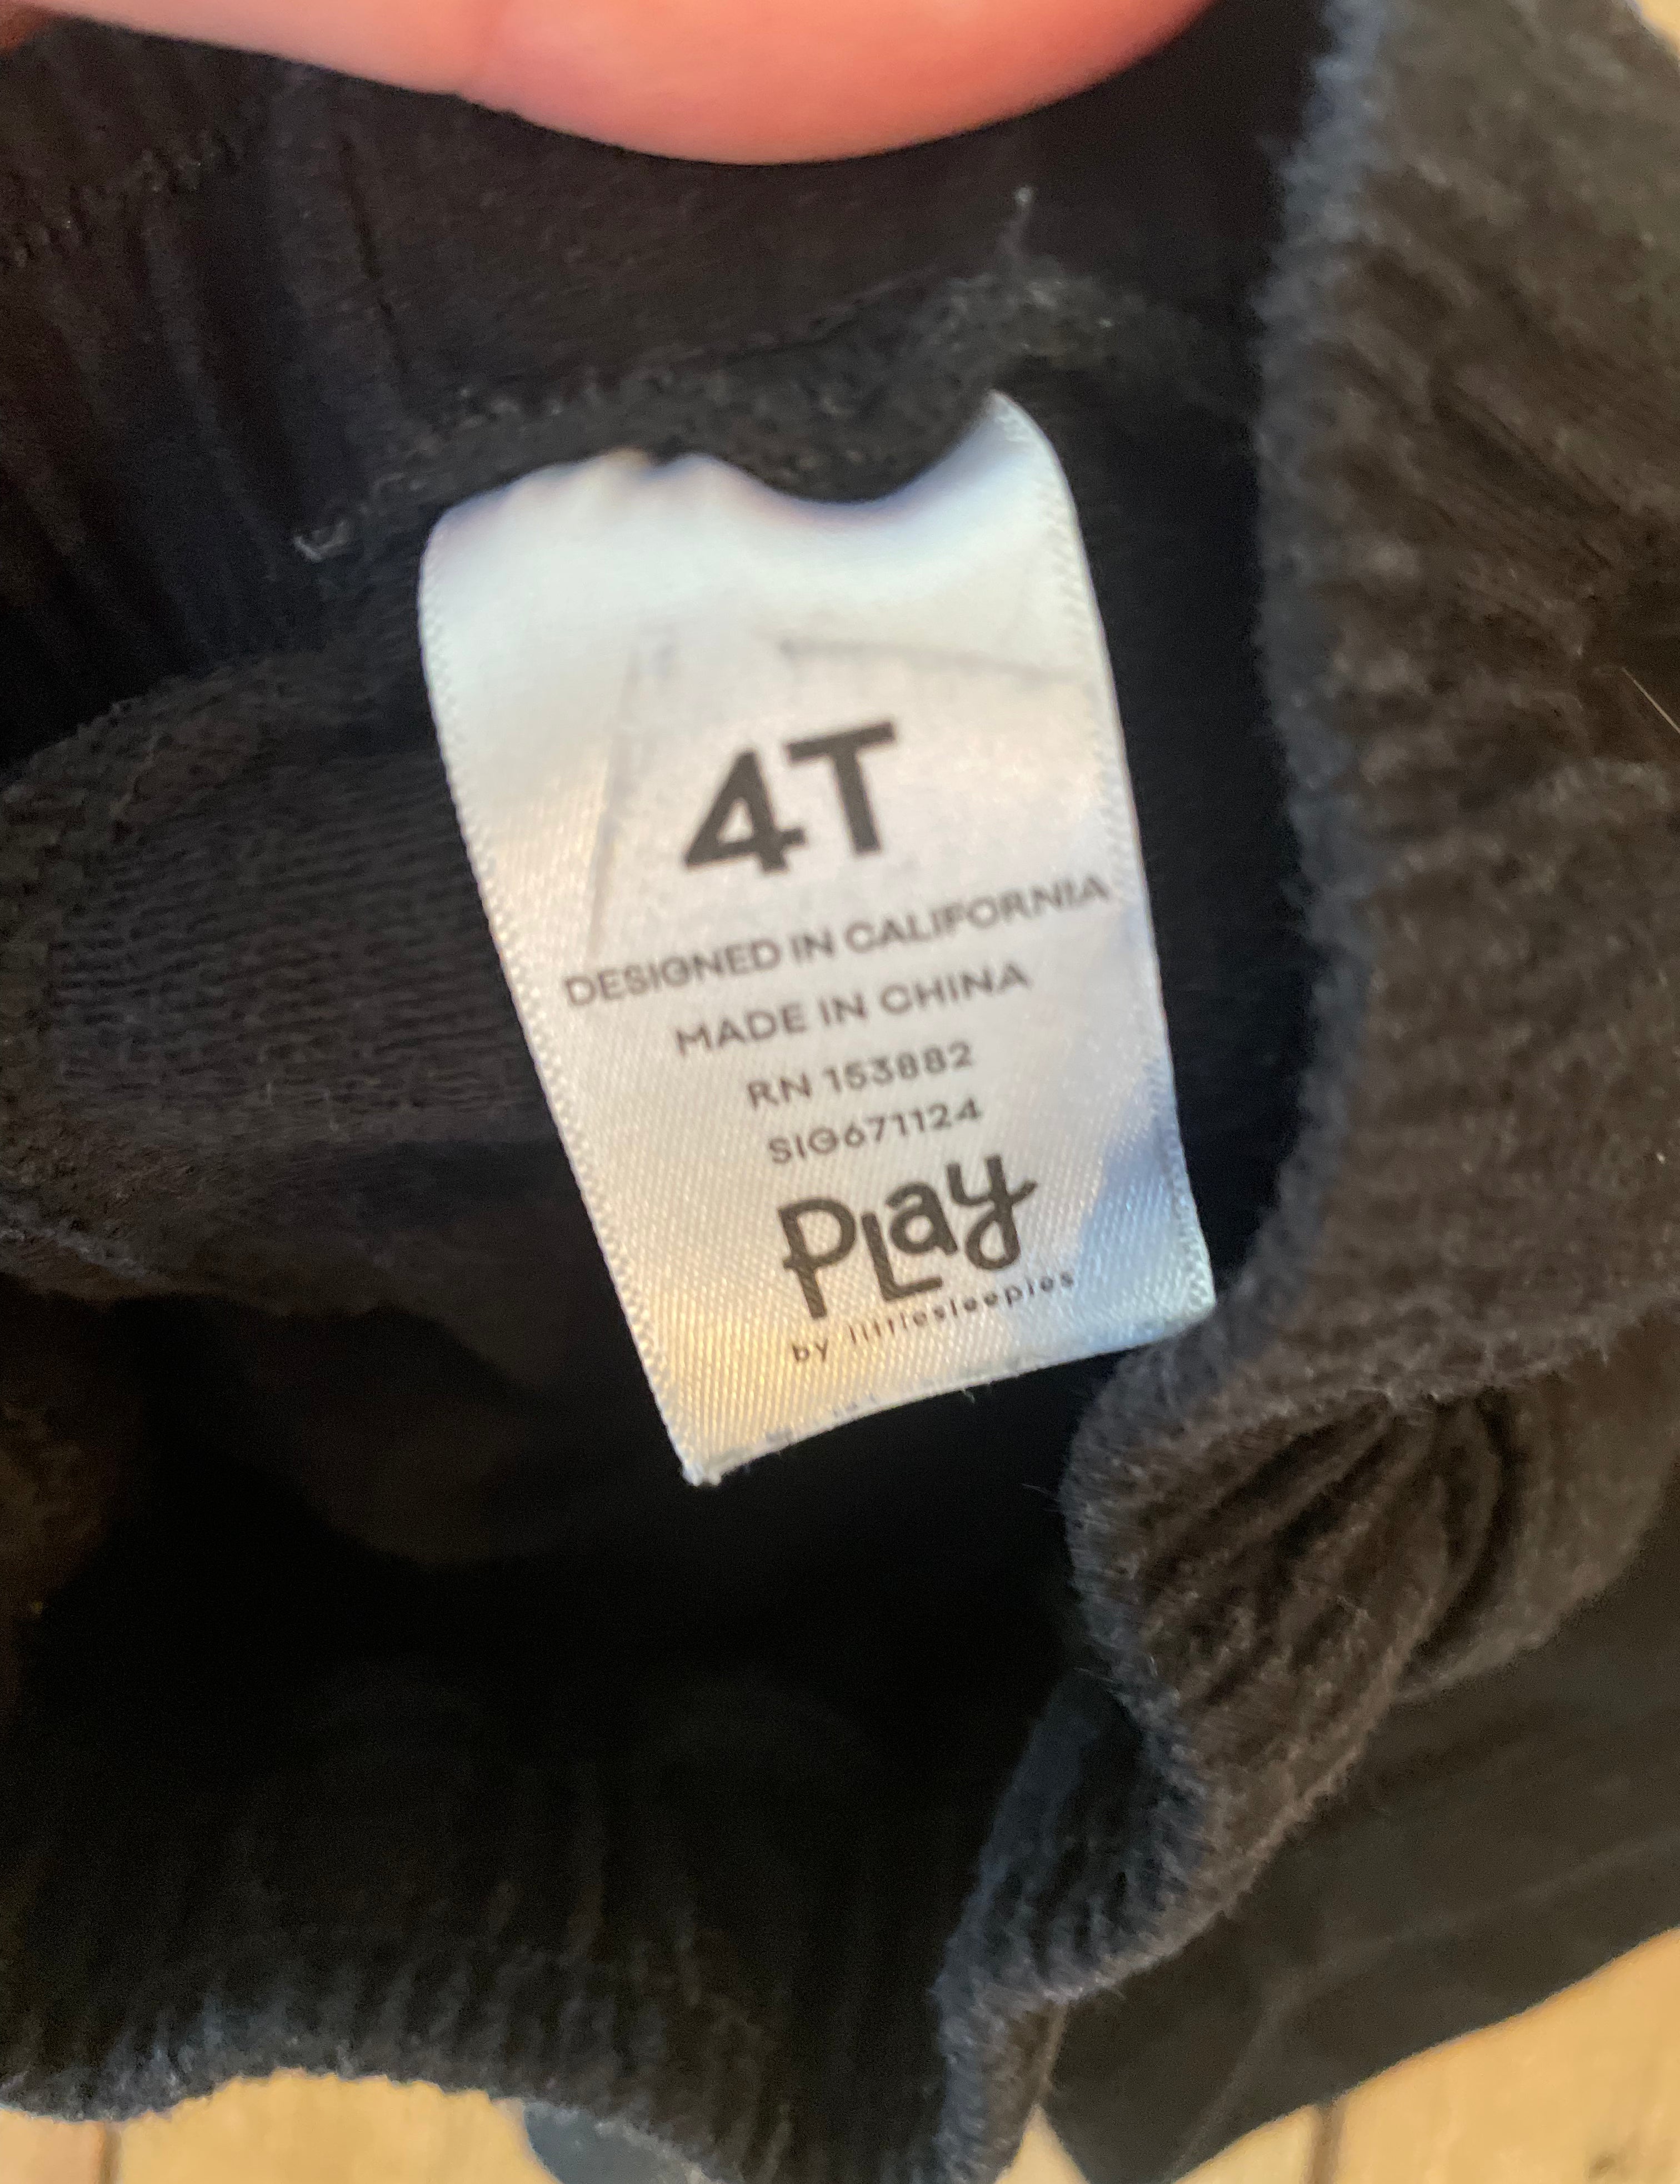 4T
DESIGNED IN CALIFORNIA
MADE IN CHINA
RN 153882
SIG671124
PLay
by littlesleepies